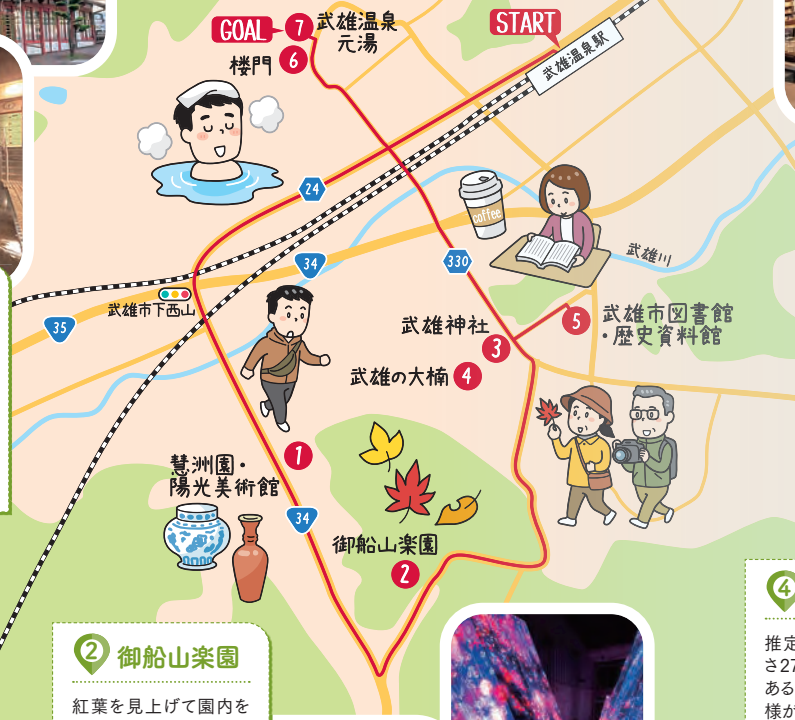 GOAL
7
武雄温泉
元湯
START
楼門
6
武雄温泉駅
24
coffee
34
330
武雄川
武雄市下西山
35
武雄神社
3
5
武雄市図書館
・歴史資料館
武雄の大楠
4
1
慧洲園・
陽光美術館
34
御船山楽園
2
2 御船山楽園
紅葉を見上げて園内を
4
推定
さ27
ある
様が